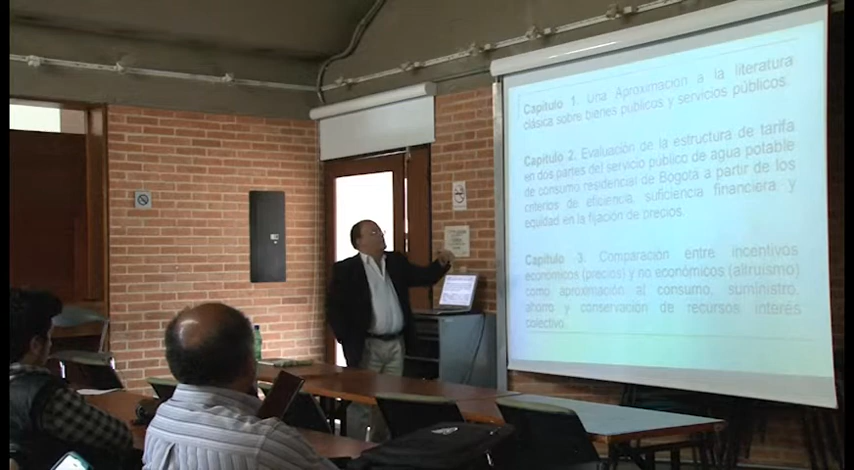 Capítulo 1. Una Aproximación a la literatura
clásica sobre bienes públicos y servicios públicos.
Capítulo 2. Evaluación de la estructura de tarifa
en dos partes del servicio público de agua potable
de consumo residencial de Bogotá a partir de los
criterios de eficiencia, suficiencia financiera y
equidad en la fijación de precios.
Capítulo 3. Comparación entre incentivos
económicos (precios) y no económicos (altruismo)
como aproximación al consumo, suministro,
ahorro y conservación de recursos interés
colectivo.